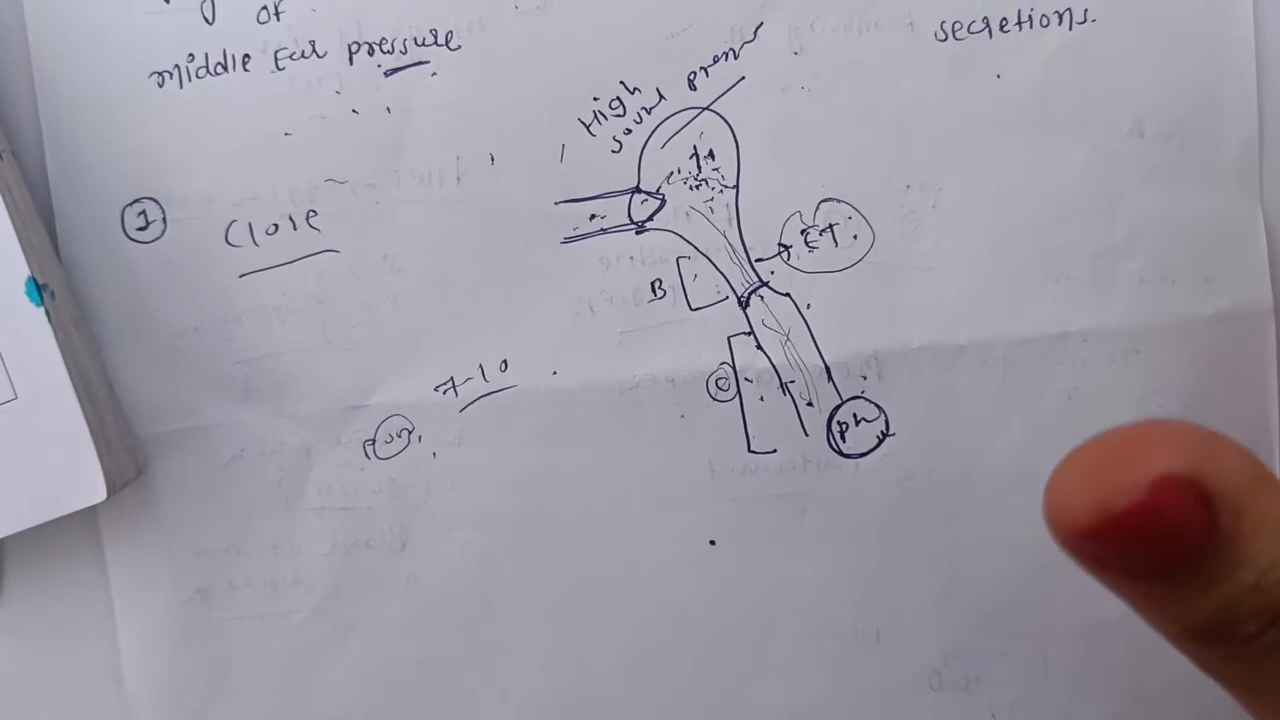 of
middle Ear pressure
secretions.
High
sound
1
Close
ET
B
C
7-10
ph